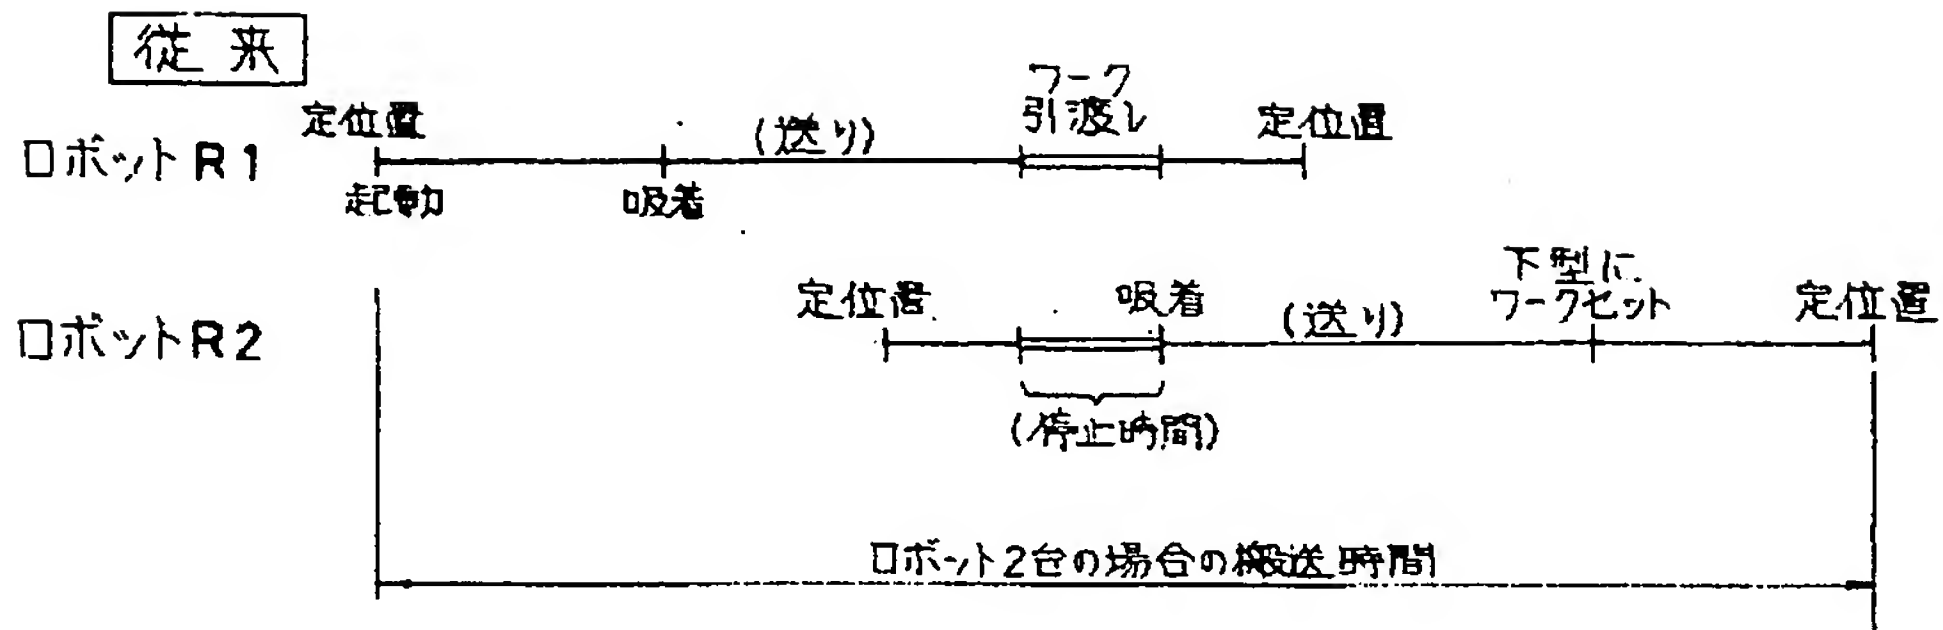 従来
定位置
(送り)
ワーク
引渡し
定位置
ロボットR1
起動
吸着
定位置
吸着
(送り)
下型に
ワークセット
定位置
ロボットR2
(停止時間)
ロボット2台の場合の搬送時間